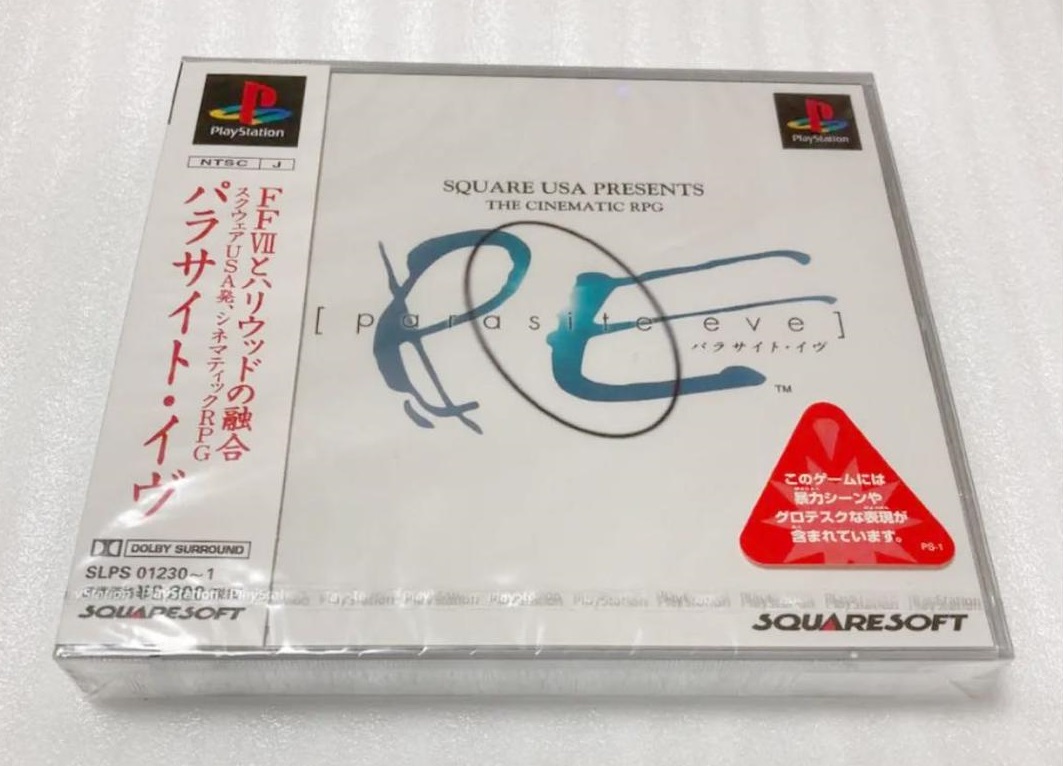 PlayStation
NTSC J
FFⅦとハリウッドの融合
スクウェアUSA発、シネマティックRPG
パラサイト・イヴ
DOLBY SURROUND
SLPS 01230~1
SQUARESOFT
PlayStation
SQUARE USA PRESENTS
THE CINEMATIC RPG
PE
[parasite eve]
パラサイト・イヴ
TM
このゲームには
暴力シーンや
グロテスクな表現が
含まれています。
PS-1
PlayStation PlayStation PlayStation PlayStation PlayStation
SQUARESOFT